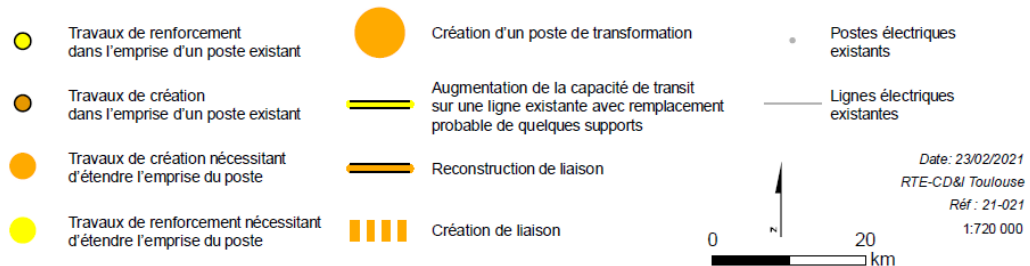 Travaux de renforcement
dans l'emprise d'un poste existant
Travaux de création
dans l'emprise d'un poste existant
Travaux de création nécessitant
d'étendre l'emprise du poste
Travaux de renforcement nécessitant
d'étendre l'emprise du poste
Création d'un poste de transformation
Augmentation de la capacité de transit
sur une ligne existante avec remplacement
probable de quelques supports
Reconstruction de liaison
Création de liaison
Postes électriques
existants
Lignes électriques
existantes
Date: 23/02/2021
RTE-CD&I Toulouse
Réf : 21-021
1:720 000
N
0 20
km